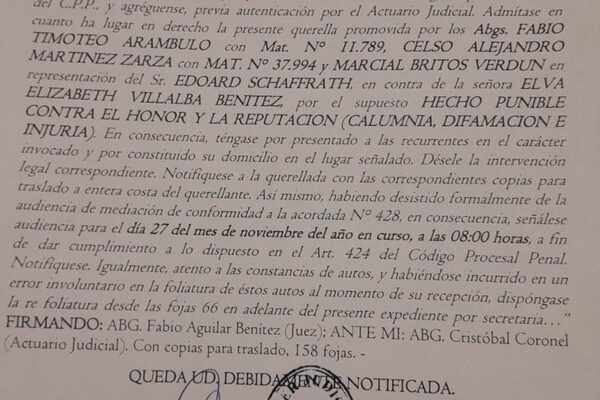 del C.P.P., y agréguense, previa autenticación por el Actuario Judicial. Admítase en
cuanto ha lugar en derecho la presente querella promovida por los Abgs. FABIO
TIMOTEO ARAMBULO con Mat. Nº 11.789, CELSO ALEJANDRO
MARTINEZ ZARZA con MAT. Nº 37.994 y MARCIAL BRITOS VERDUN en
representación del Sr. EDOARD SCHAFFRATH, en contra de la señora ELVA
ELIZABETH VILLALBA BENITEZ, por el supuesto HECHO PUNIBLE
CONTRA EL HONOR Y LA REPUTACION (CALUMNIA, DIFAMACION E
INJURIA). En consecuencia, téngase por presentado a los recurrentes en el carácter
invocado y por constituido su domicilio en el lugar señalado. Désele la intervención
legal correspondiente. Notifíquese a la querellada con las correspondientes copias para
traslado a entera costa del querellante. Así mismo, habiendo desistido formalmente de la
audiencia de mediación de conformidad a la acordada Nº 428, en consecuencia, señálese
audiencia para el día 27 del mes de noviembre del año en curso, a las 08:00 horas, a fin
de dar cumplimiento a lo dispuesto en el Art. 424 del Código Procesal Penal.
Notifíquese. Igualmente, atento a las constancias de autos, y habiéndose incurrido en un
error involuntario en la foliatura de éstos autos al momento de su recepción, dispóngase
la re foliatura desde las fojas 66 en adelante del presente expediente por secretaria…"
FIRMANDO: ABG. Fabio Aguilar Benítez (Juez); ANTE MI: ABG. Cristóbal Coronel
(Actuario Judicial). Con copias para traslado, 158 fojas. -
QUEDA UD. DEBIDAMENTE NOTIFICADA.